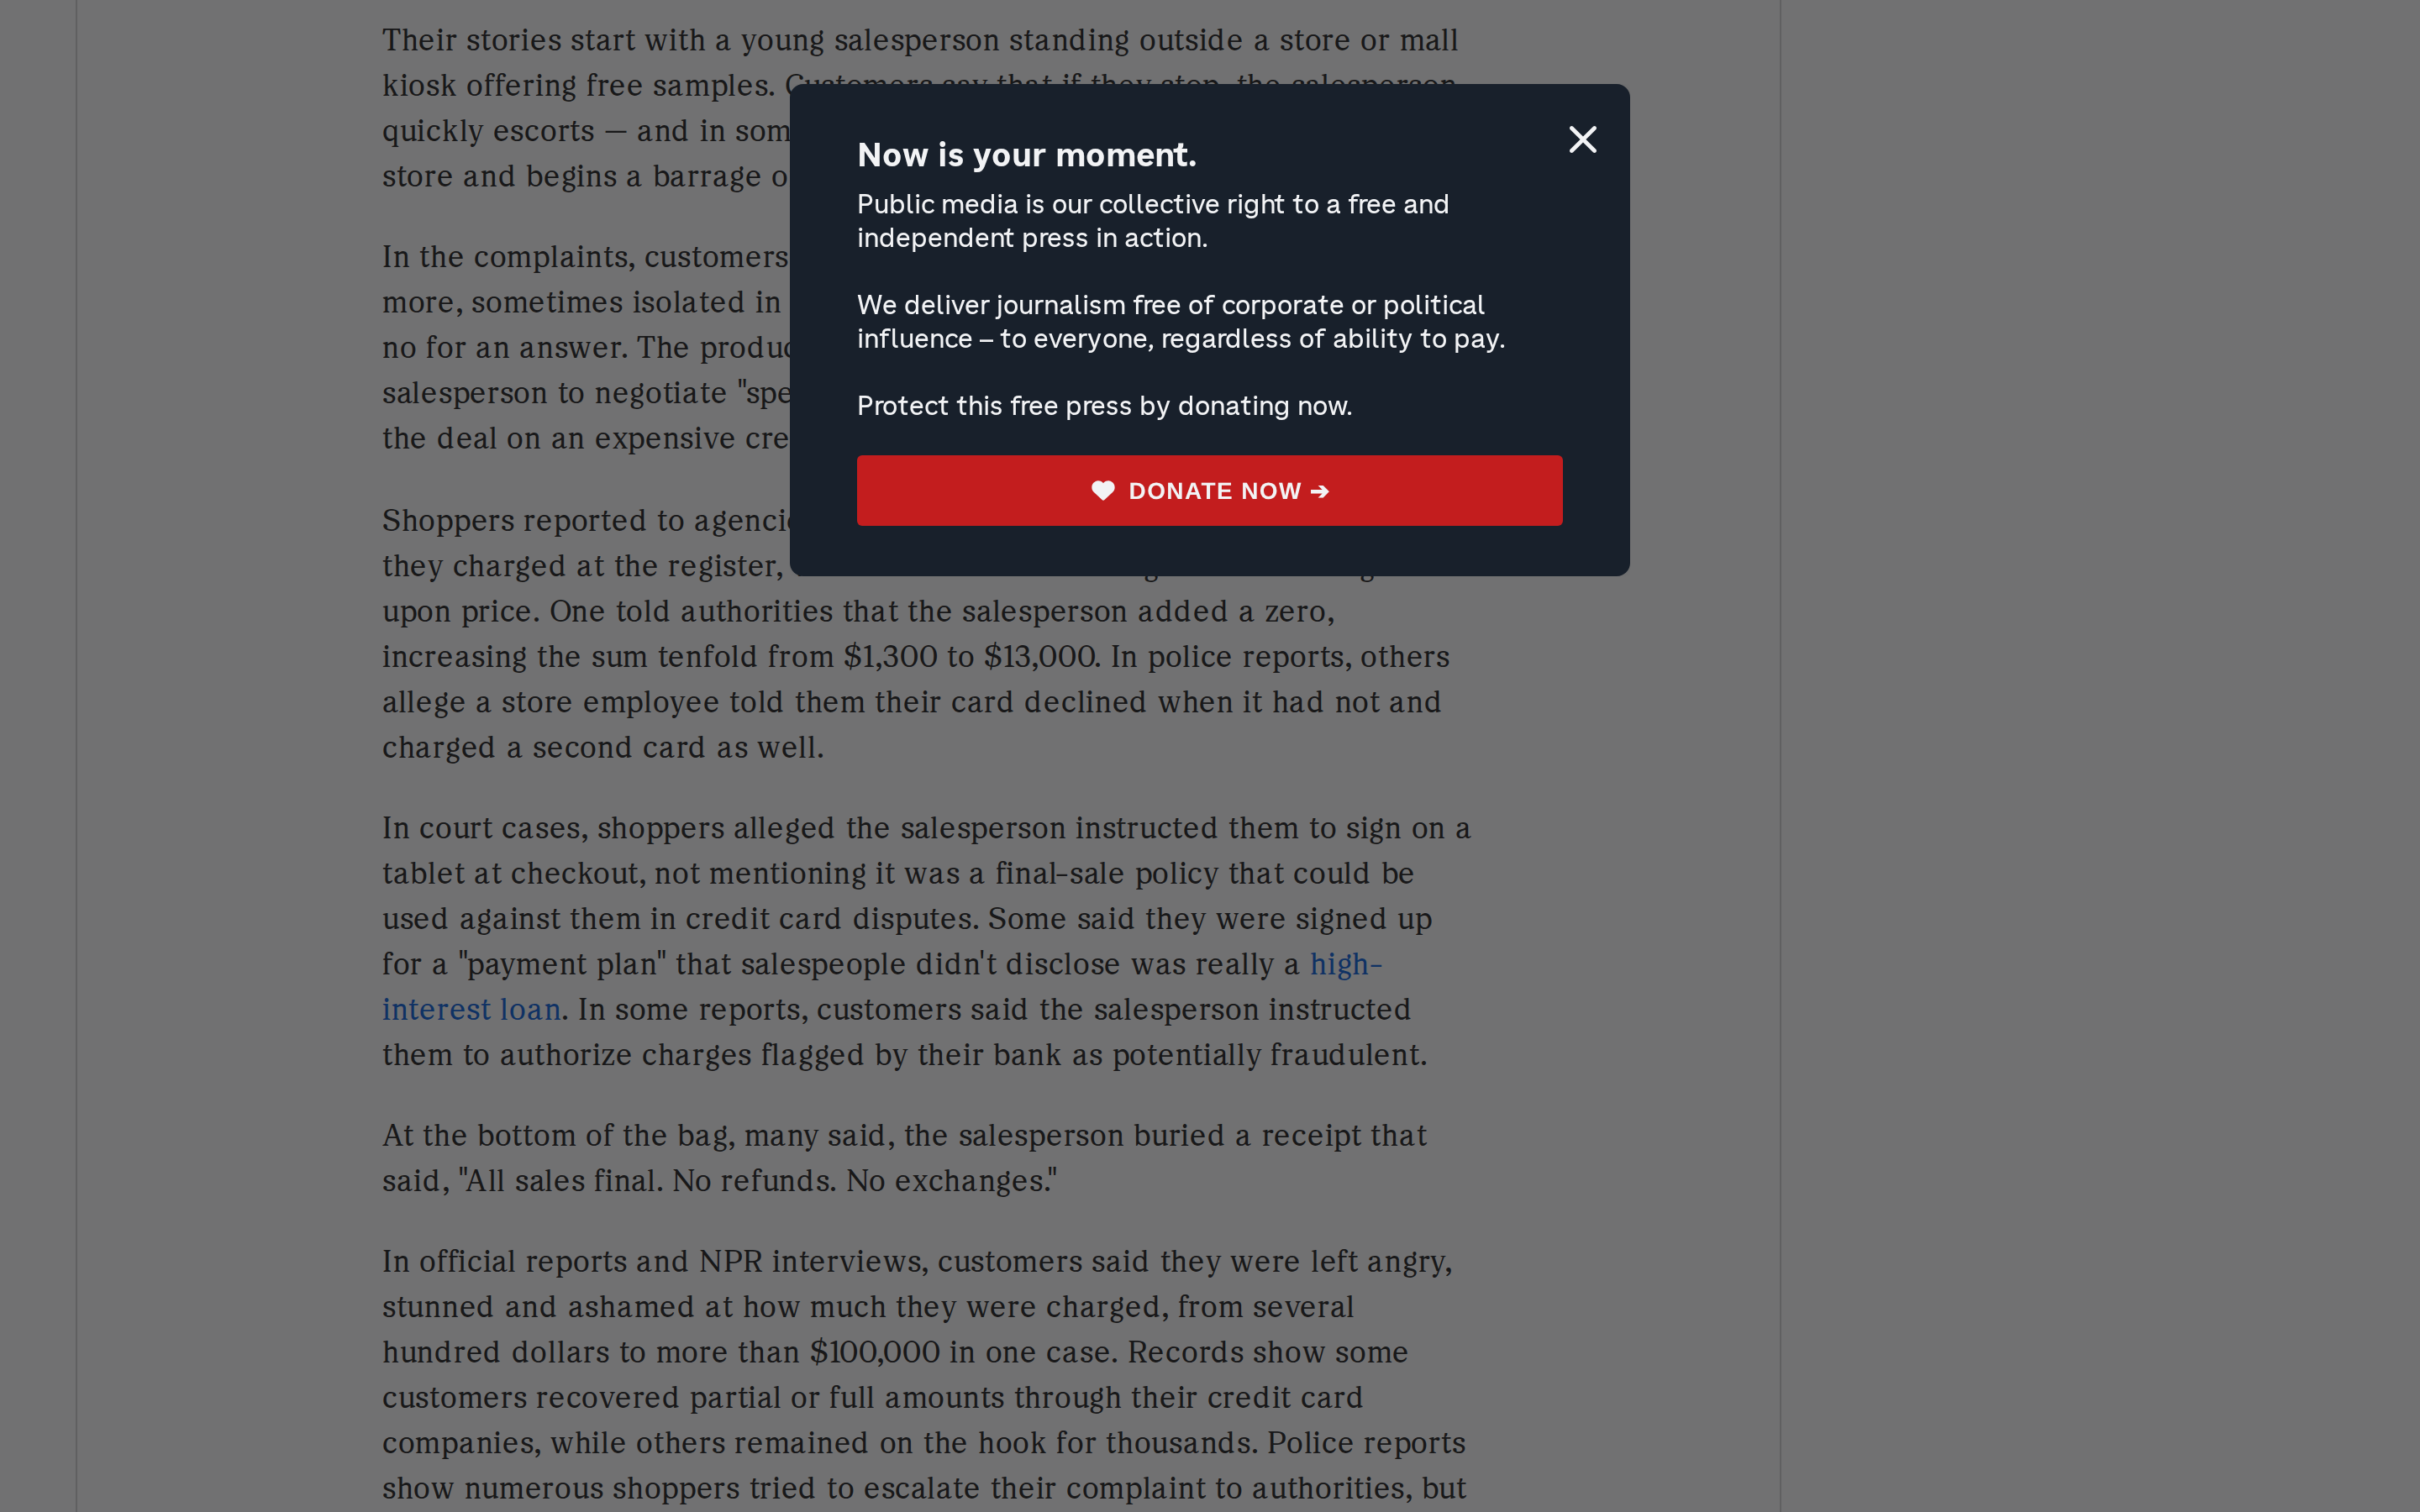 Their stories start with a young salesperson standing outside a store or mall
kiosk offering free samples. Customers say that if they stop, the salesperson
quickly escorts — and in som
store and begins a barrage o
In the complaints, customers
more, sometimes isolated in
no for an answer. The produc
salesperson to negotiate "spe
the deal on an expensive cre
Shoppers reported to agencie
they charged at the register,
upon price. One told authorities that the salesperson added a zero,
increasing the sum tenfold from $1,300 to $13,000. In police reports, others
allege a store employee told them their card declined when it had not and
charged a second card as well.
In court cases, shoppers alleged the salesperson instructed them to sign on a
tablet at checkout, not mentioning it was a final-sale policy that could be
used against them in credit card disputes. Some said they were signed up
for a "payment plan" that salespeople didn't disclose was really a high-
interest loan. In some reports, customers said the salesperson instructed
them to authorize charges flagged by their bank as potentially fraudulent.
At the bottom of the bag, many said, the salesperson buried a receipt that
said, "All sales final. No refunds. No exchanges."
In official reports and NPR interviews, customers said they were left angry,
stunned and ashamed at how much they were charged, from several
hundred dollars to more than $100,000 in one case. Records show some
customers recovered partial or full amounts through their credit card
companies, while others remained on the hook for thousands. Police reports
show numerous shoppers tried to escalate their complaint to authorities, but
Now is your moment.
Public media is our collective right to a free and
independent press in action.
We deliver journalism free of corporate or political
influence – to everyone, regardless of ability to pay.
Protect this free press by donating now.
DONATE NOW ➔